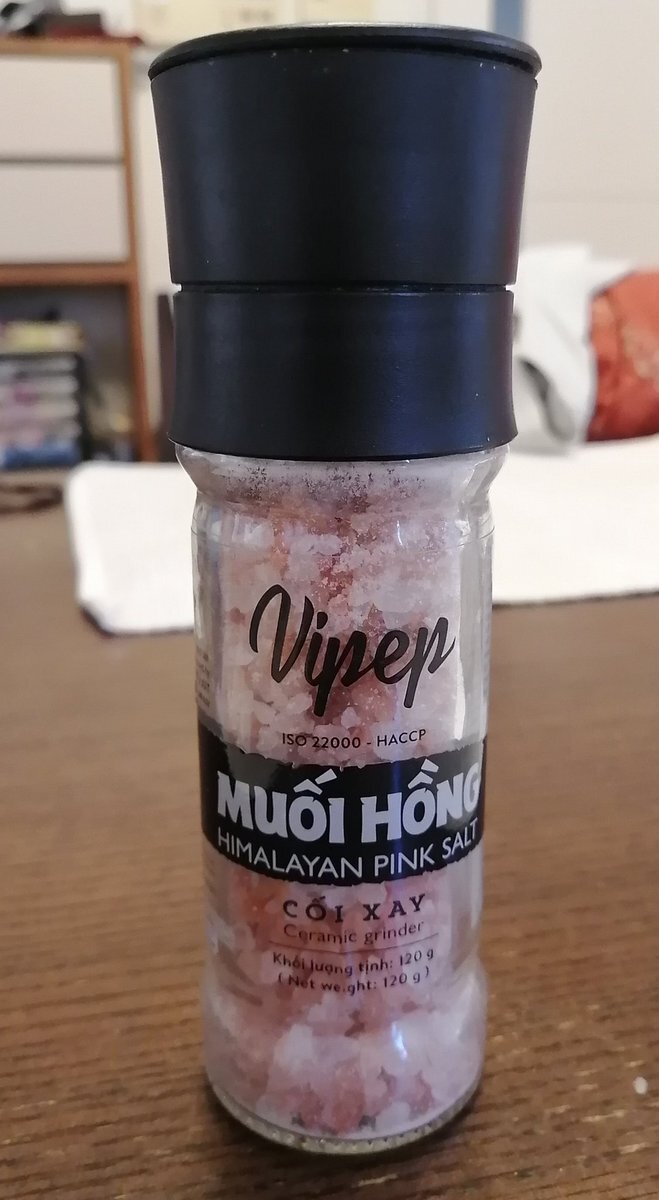 Vipep
ISO 22000 - HACCP
MUỐI HỒNG
HIMALAYAN PINK SALT
CỐI XAY
Ceramic grinder
Khối lượng tịnh: 120 g
( Net weight: 120 g )